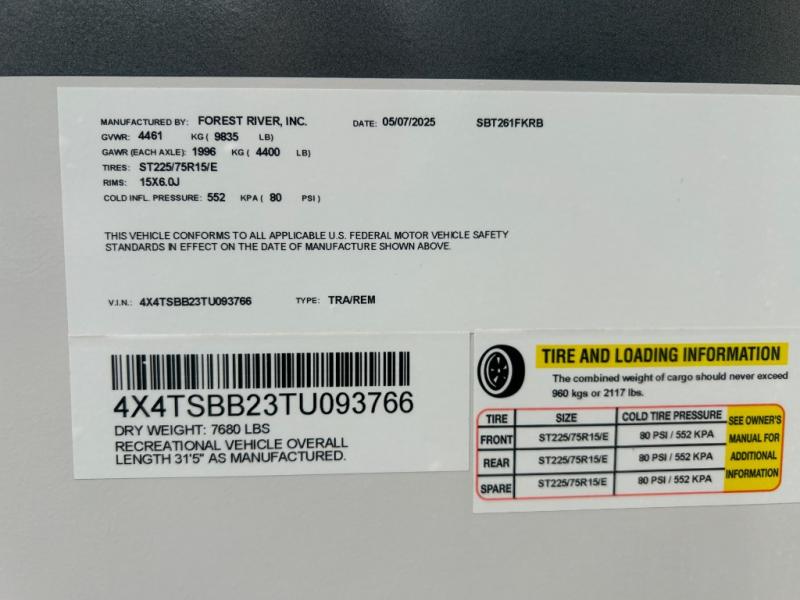 MANUFACTURED BY: FOREST RIVER, INC. DATE: 05/07/2025 SBT261FKRB
GVWR: 4461 KG ( 9835 LB)
GAWR (EACH AXLE): 1996 KG ( 4400 LB)
TIRES: ST225/75R15/E
RIMS: 15X6.0J
COLD INFL. PRESSURE: 552 KPA ( 80 PSI )
THIS VEHICLE CONFORMS TO ALL APPLICABLE U.S. FEDERAL MOTOR VEHICLE SAFETY
STANDARDS IN EFFECT ON THE DATE OF MANUFACTURE SHOWN ABOVE.
V.I.N.: 4X4TSBB23TU093766 TYPE: TRA/REM
4X4TSBB23TU093766
DRY WEIGHT: 7680 LBS
RECREATIONAL VEHICLE OVERALL
LENGTH 31'5" AS MANUFACTURED.
TIRE AND LOADING INFORMATION
The combined weight of cargo should never exceed
960 kgs or 2117 lbs.
TIRE SIZE COLD TIRE PRESSURE
FRONT ST225/75R15/E 80 PSI / 552 KPA
REAR ST225/75R15/E 80 PSI / 552 KPA
SPARE ST225/75R15/E 80 PSI / 552 KPA
SEE OWNER'S
MANUAL FOR
ADDITIONAL
INFORMATION